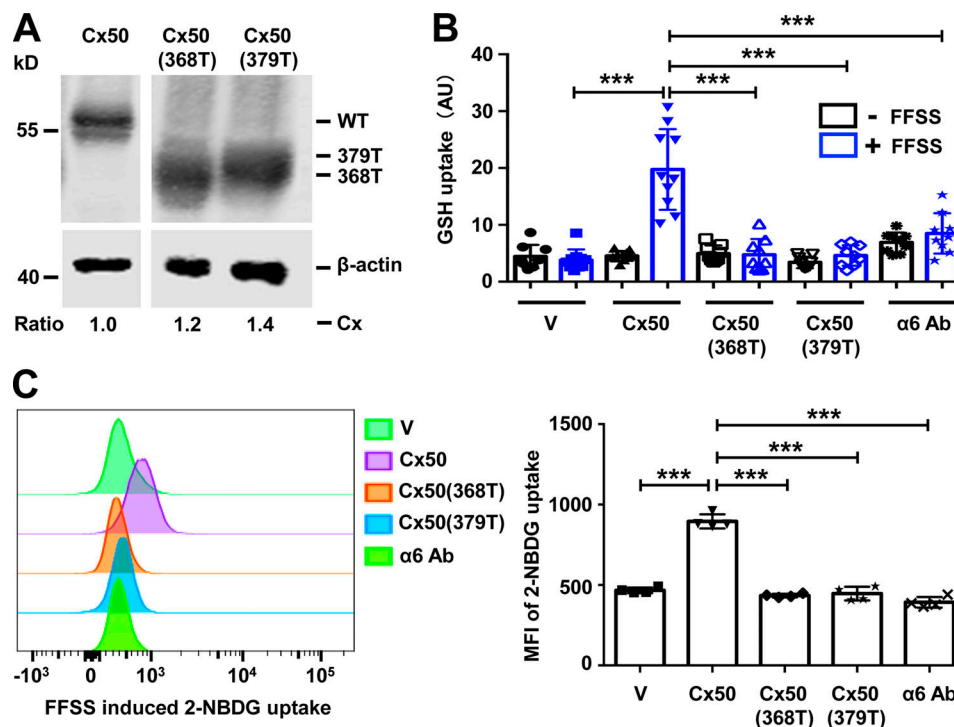 A
kD
Cx50
Cx50
(368T)
Cx50
(379T)
WT
55
379T
368T
40
β-actin
Ratio
1.0
1.2
1.4
Cx
B
GSH uptake (AU)
40
30
20
10
0
***
***
***
***
- FFSS
+ FFSS
V
Cx50
Cx50
(368T)
Cx50
(379T)
α6 Ab
C
V
Cx50
Cx50(368T)
Cx50(379T)
α6 Ab
-10³ 0 10³ 10⁴ 10⁵
FFSS induced 2-NBDG uptake
MFI of 2-NBDG uptake
1500
1000
500
0
***
***
***
***
V
Cx50
Cx50
(368T)
Cx50
(379T)
α6 Ab